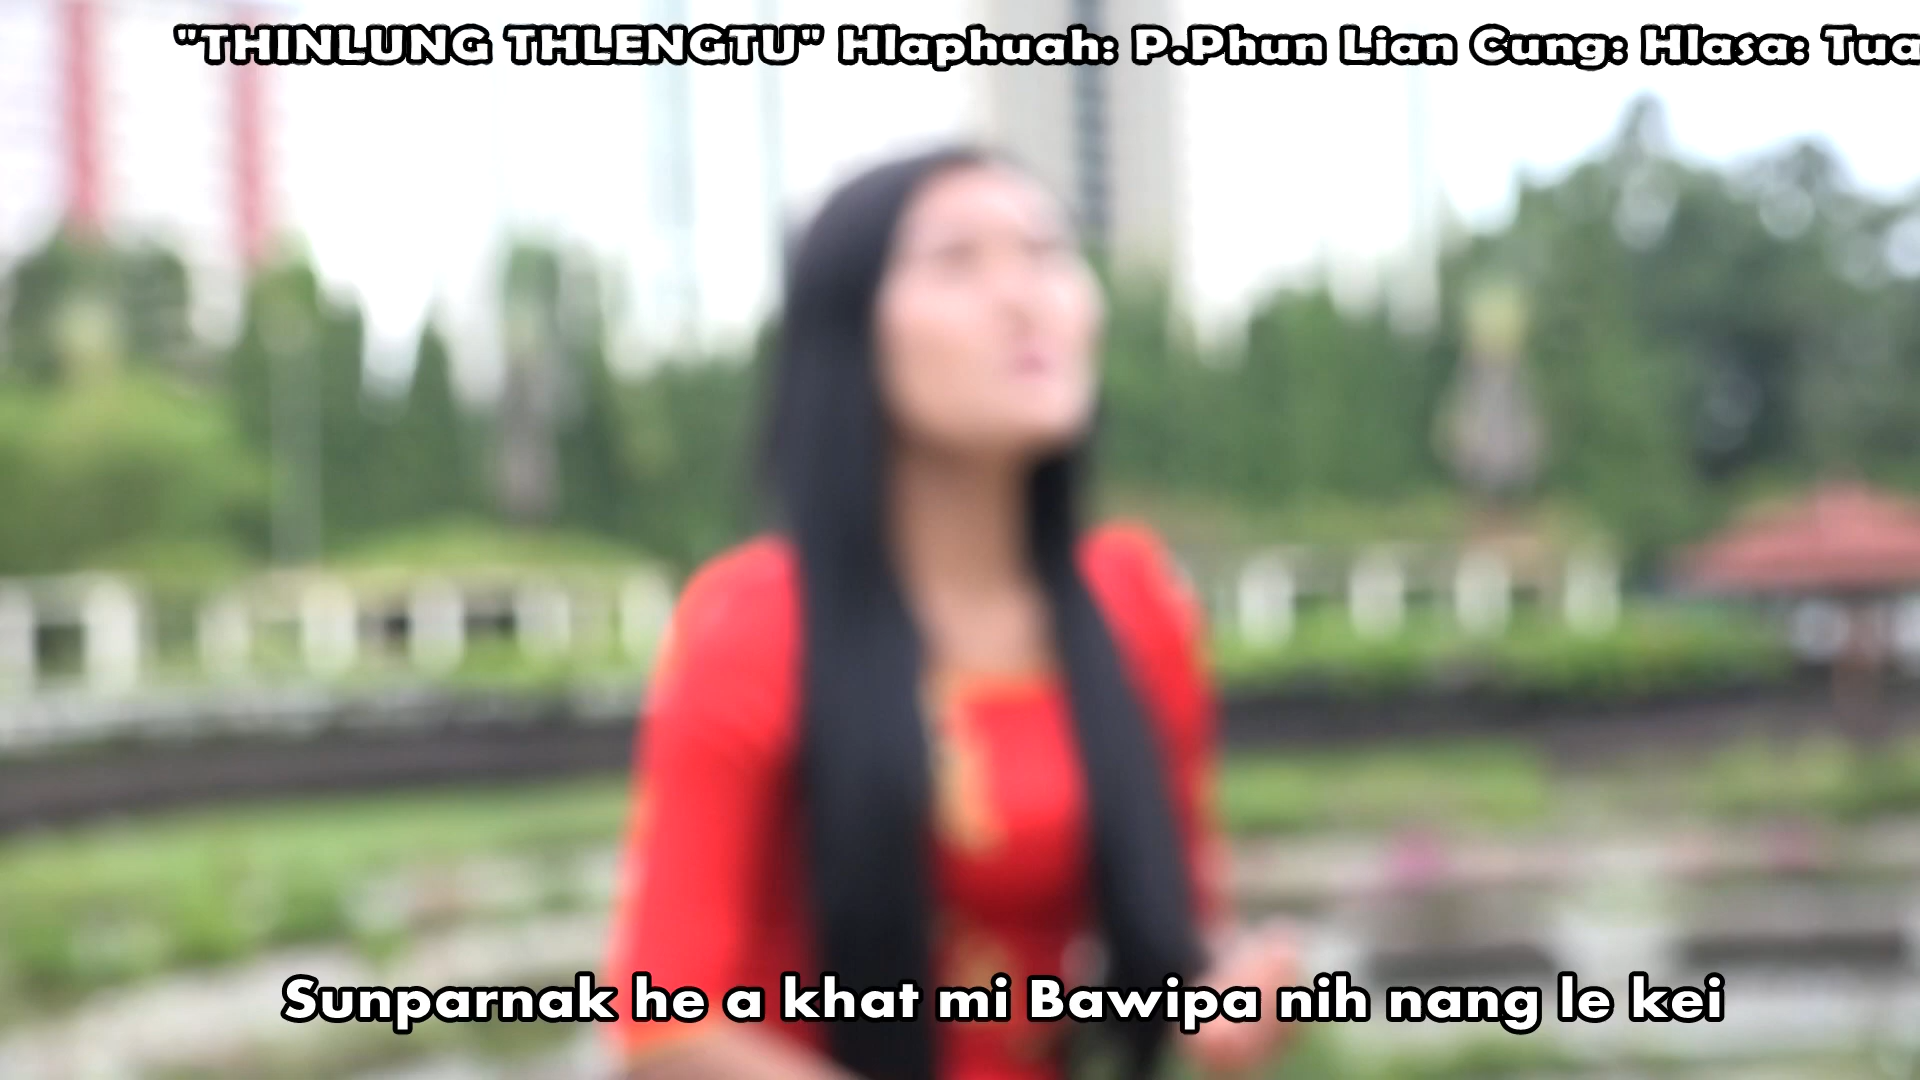 "THINLUNG THLENGTU" Hlaphuah: P.Phun Lian Cung: Hlasa: Tua
Sunparnak he a khat mi Bawipa nih nang le kei